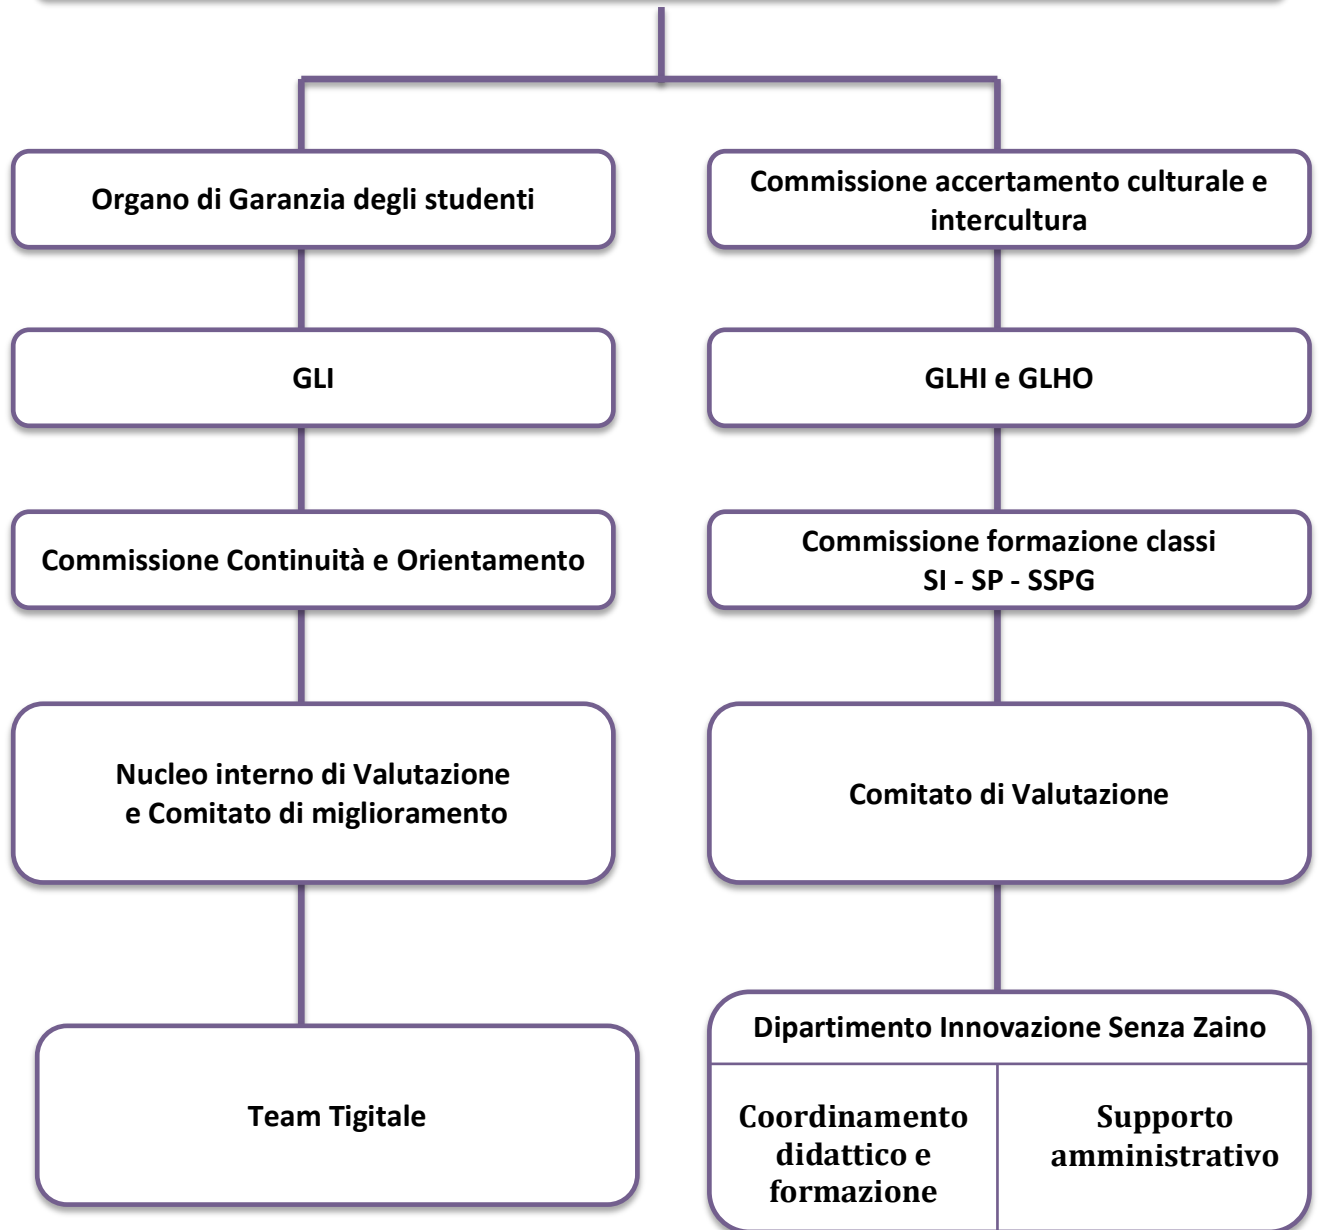 Organo di Garanzia degli studenti
Commissione accertamento culturale e
intercultura
GLI
GLHI e GLHO
Commissione Continuità e Orientamento
Commissione formazione classi
SI - SP - SSPG
Nucleo interno di Valutazione
e Comitato di miglioramento
Comitato di Valutazione
Team Tigitale
Dipartimento Innovazione Senza Zaino
Coordinamento
didattico e
formazione
Supporto
amministrativo